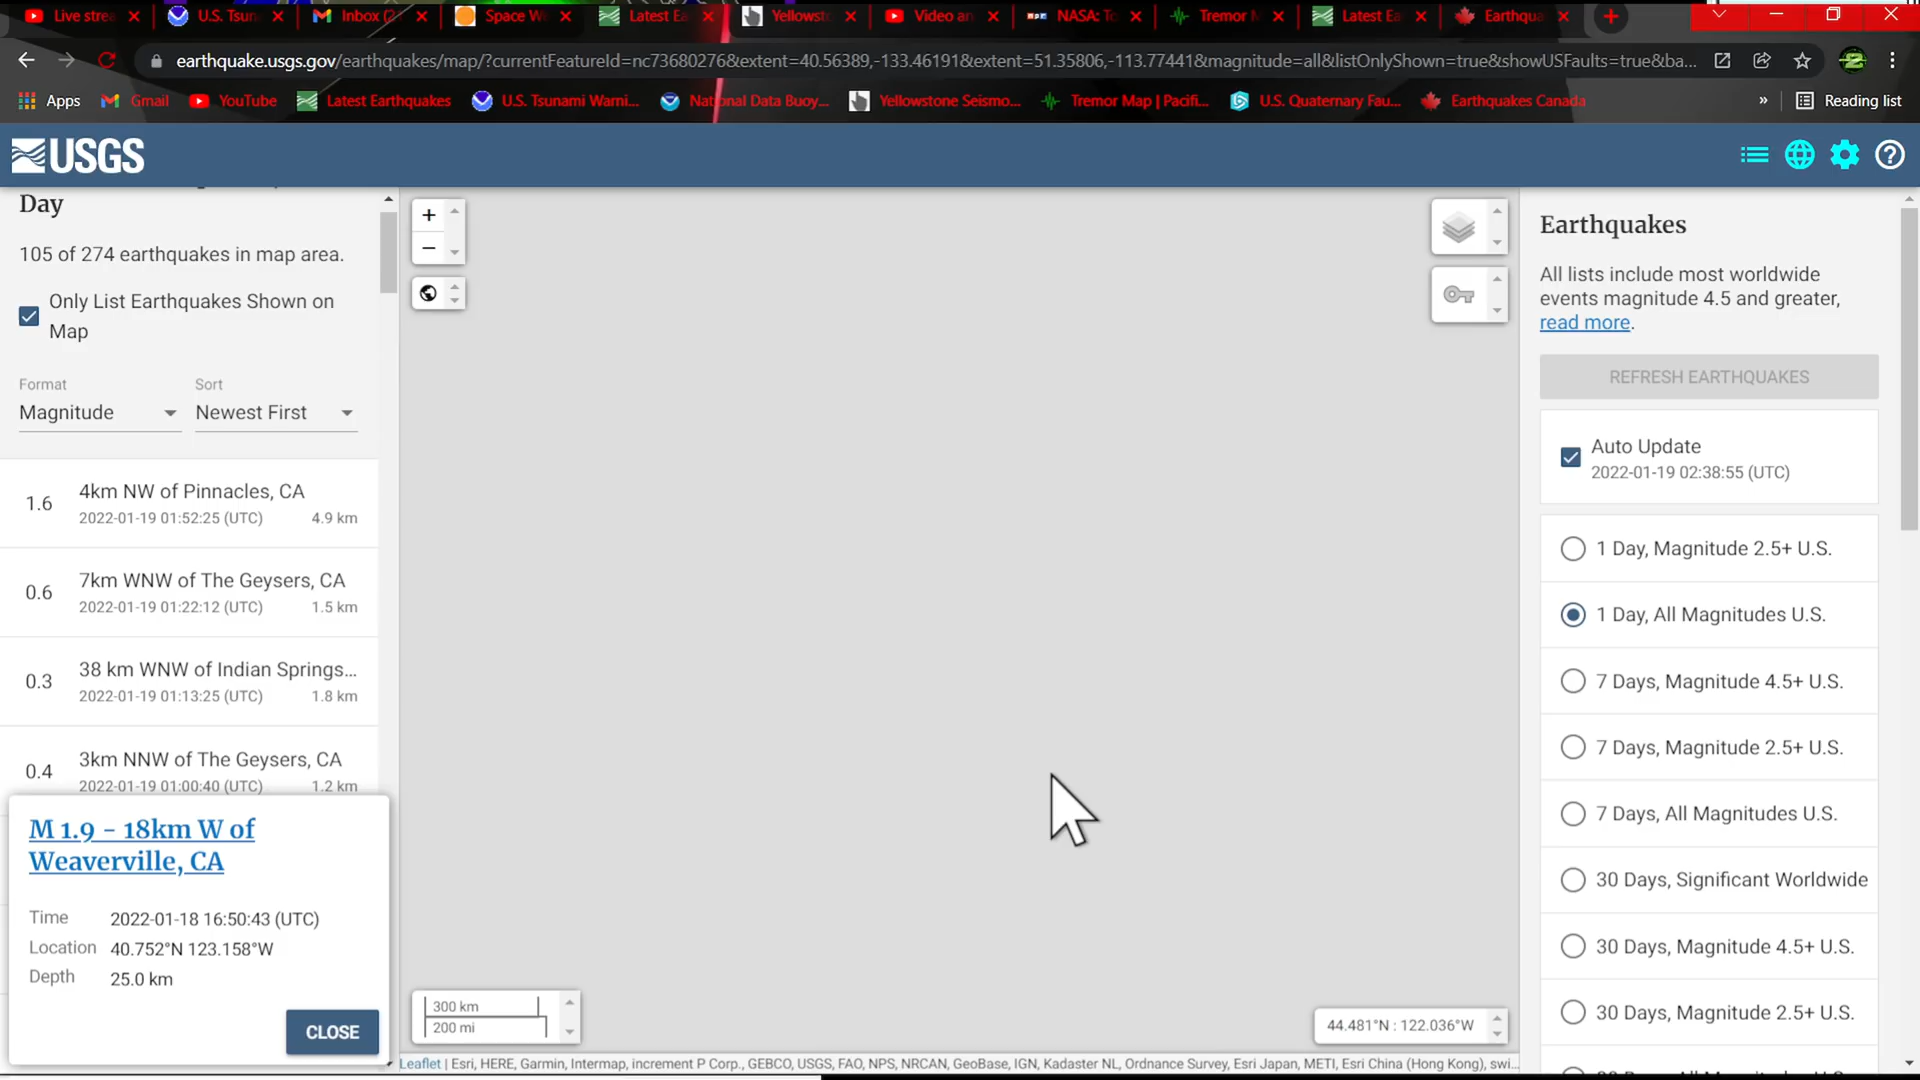 Live strea
U.S. Tsun
Inbox (2
Space We
Latest Ea
Yellowst
Video an
NASA: To
Tremor M
Latest Ea
Earthqua
earthquake.usgs.gov/earthquakes/map/?currentFeatureId=nc73680276&extent=40.56389,-133.46191&extent=51.35806,-113.77441&magnitude=all&listOnlyShown=true&showUSFaults=true&ba...
Apps
Gmail
YouTube
Latest Earthquakes
U.S. Tsunami Warni...
National Data Buoy...
Yellowstone Seismo...
Tremor Map | Pacifi...
U.S. Quaternary Fau...
Earthquakes Canada
»
Reading list
USGS
Day
105 of 274 earthquakes in map area.
Only List Earthquakes Shown on
Map
Format
Sort
Magnitude
Newest First
1.6
4km NW of Pinnacles, CA
2022-01-19 01:52:25 (UTC)
4.9 km
0.6
7km WNW of The Geysers, CA
2022-01-19 01:22:12 (UTC)
1.5 km
0.3
38 km WNW of Indian Springs...
2022-01-19 01:13:25 (UTC)
1.8 km
0.4
3km NNW of The Geysers, CA
2022-01-19 01:00:40 (UTC)
1.2 km
M 1.9 - 18km W of
Weaverville, CA
Time
2022-01-18 16:50:43 (UTC)
Location
40.752°N 123.158°W
Depth
25.0 km
CLOSE
+
−
300 km
200 mi
44.481°N : 122.036°W
Leaflet | Esri, HERE, Garmin, Intermap, increment P Corp., GEBCO, USGS, FAO, NPS, NRCAN, GeoBase, IGN, Kadaster NL, Ordnance Survey, Esri Japan, METI, Esri China (Hong Kong), swi...
Earthquakes
All lists include most worldwide
events magnitude 4.5 and greater,
read more.
REFRESH EARTHQUAKES
Auto Update
2022-01-19 02:38:55 (UTC)
1 Day, Magnitude 2.5+ U.S.
1 Day, All Magnitudes U.S.
7 Days, Magnitude 4.5+ U.S.
7 Days, Magnitude 2.5+ U.S.
7 Days, All Magnitudes U.S.
30 Days, Significant Worldwide
30 Days, Magnitude 4.5+ U.S.
30 Days, Magnitude 2.5+ U.S.